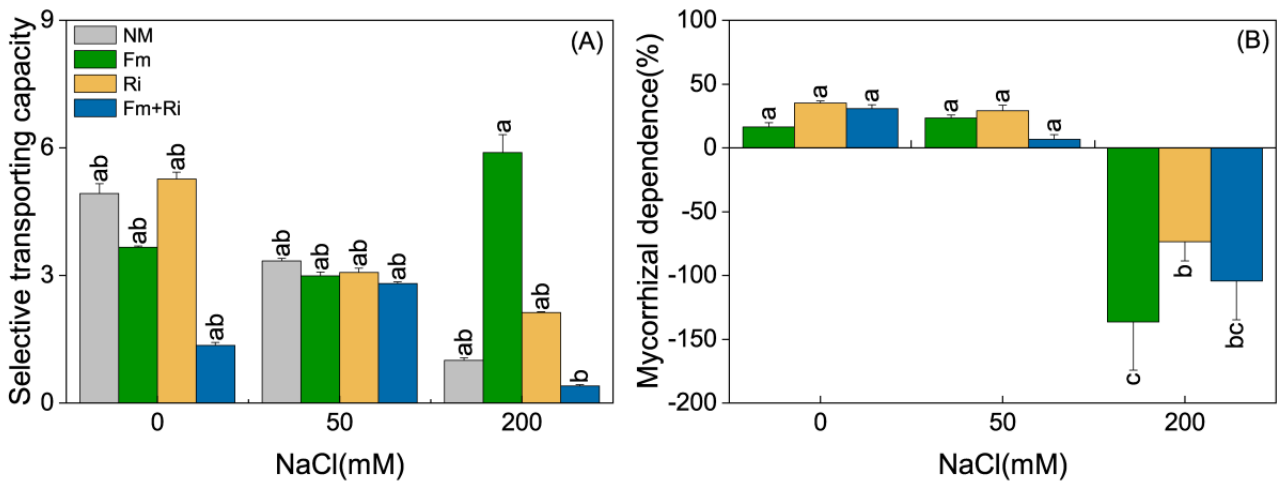 (A)
NM
Fm
Ri
Fm+Ri
Selective transporting capacity
9
6
3
0
ab
ab
ab
ab
ab
ab
ab
ab
ab
a
ab
b
0
50
200
NaCl(mM)
(B)
Mycorrhizal dependence(%)
100
50
0
-50
-100
-150
-200
a
a
a
a
a
a
c
b
bc
0
50
200
NaCl(mM)